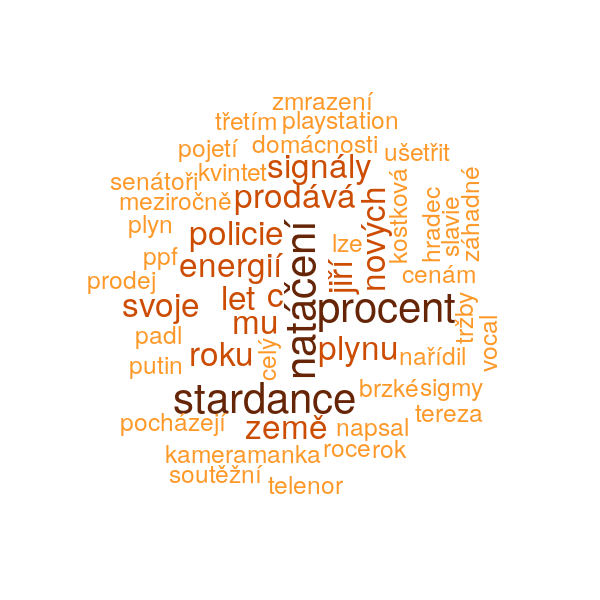 zmrazení
třetím playstation
pojetí domácnosti ušetřit
kvintet signály
senátoři prodává
meziročně
plyn policie
natáčení
lze
jiří
nových
kostková
hradec
slavie
záhadné
ppf energií
cenám
prodej
svoje let c procent
mu
tržby
vocal
padl
roku celý plynu nařídil
putin
stardance brzké sigmy
tereza
pocházejí země napsal
kameramanka roce rok
soutěžní
telenor